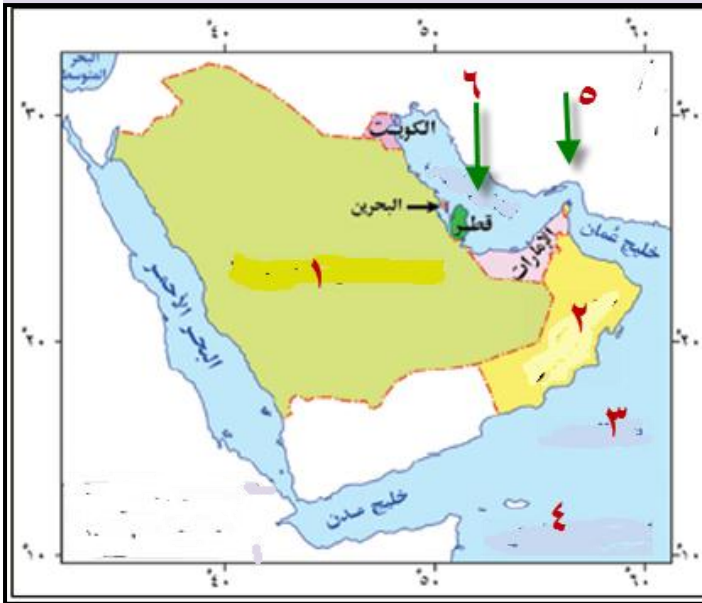 °٤٠ °٥٠ °٦٠
البحر
المتوسط
٦ ٥
°٣٠ °٣٠
الكويت
البحرين
قطر
الإمارات
خليج عُمان
١
البحر الأحمر
٢
°٢٠ °٢٠
٣
خليج عدن
٤
°١٠ °١٠
°٤٠ °٥٠ °٦٠